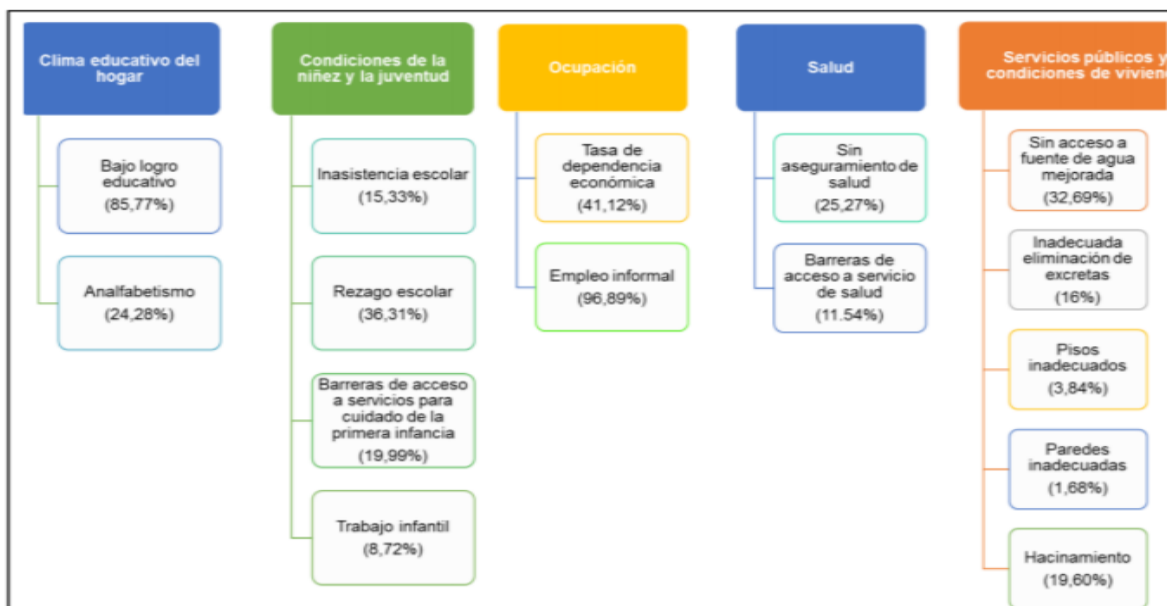 Clima educativo del
hogar
Bajo logro
educativo
(85,77%)
Analfabetismo
(24,28%)
Condiciones de la
niñez y la juventud
Inasistencia escolar
(15,33%)
Rezago escolar
(36,31%)
Barreras de acceso
a servicios para
cuidado de la
primera infancia
(19,99%)
Trabajo infantil
(8,72%)
Ocupación
Tasa de
dependencia
económica
(41,12%)
Empleo informal
(96,89%)
Salud
Sin
aseguramiento de
salud
(25,27%)
Barreras de
acceso a servicio
de salud
(11.54%)
Servicios públicos y
condiciones de viviend
Sin acceso a
fuente de agua
mejorada
(32,69%)
Inadecuada
eliminación de
excretas
(16%)
Pisos
inadecuados
(3,84%)
Paredes
inadecuadas
(1,68%)
Hacinamiento
(19,60%)